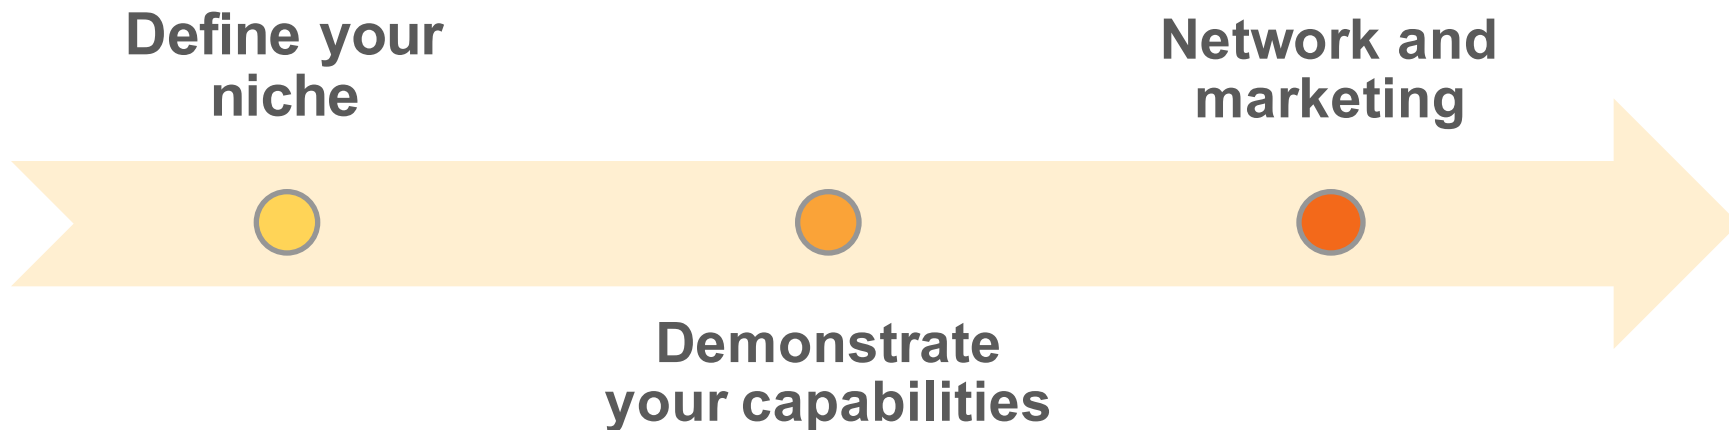 Define your
niche
Demonstrate
your capabilities
Network and
marketing